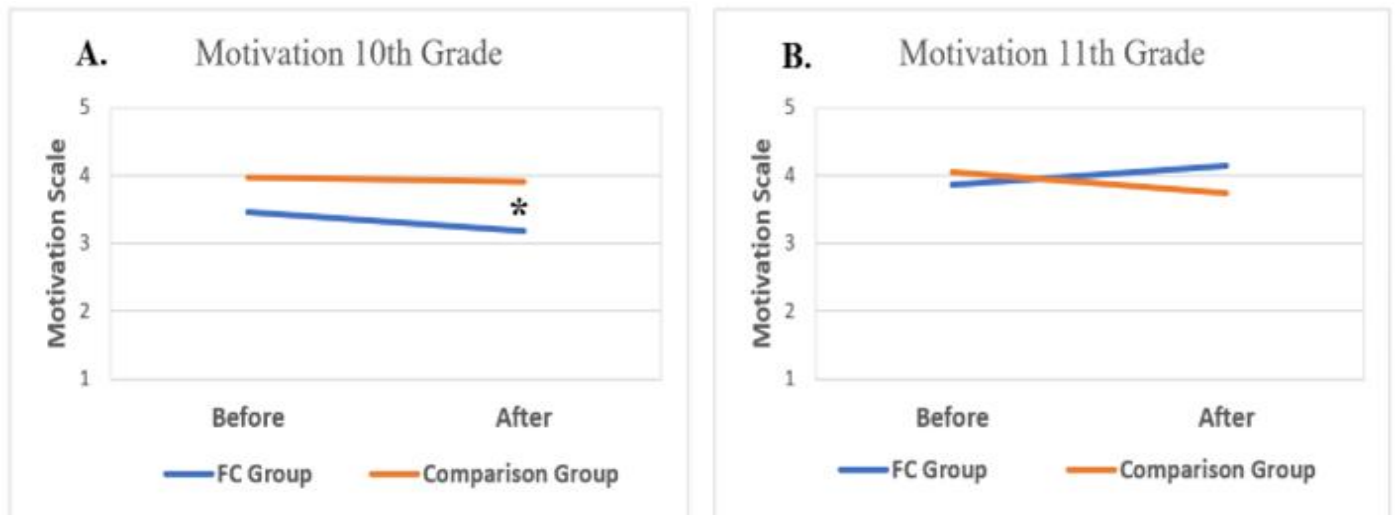 A. Motivation 10th Grade
5
4
3
2
1
Motivation Scale
*
Before After
FC Group Comparison Group
B. Motivation 11th Grade
5
4
3
2
1
Motivation Scale
Before After
FC Group Comparison Group